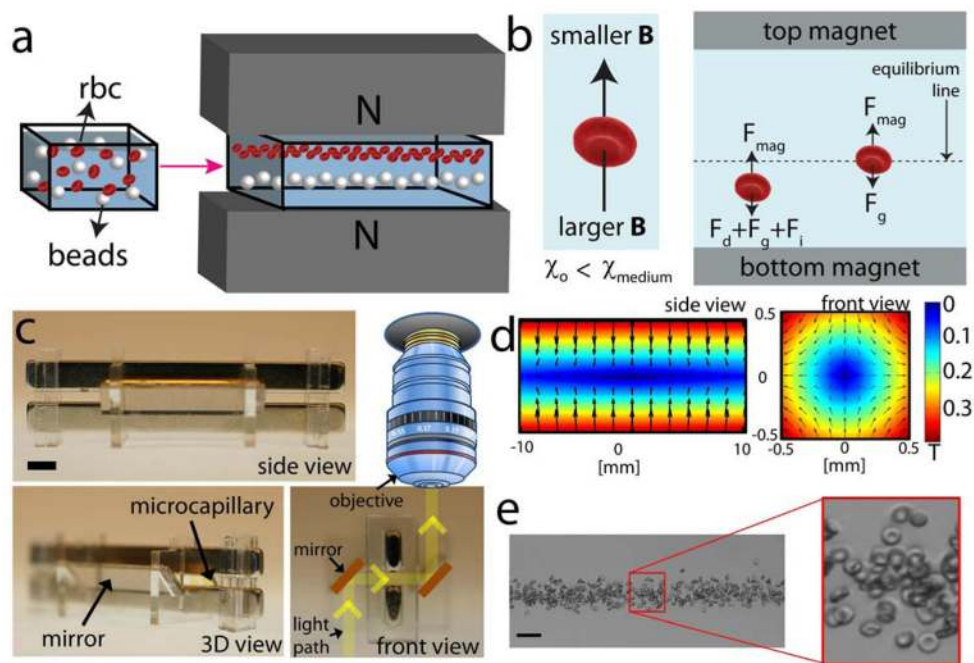 a
rbc
beads
N
N
b
smaller B
larger B
χₒ < χmedium
top magnet
equilibrium
line
Fmag
Fmag
Fg
Fd+Fg+Fi
bottom magnet
c
side view
microcapillary
mirror
3D view
objective
mirror
light
path
front view
d
side view
front view
-10
0
10
[mm]
0.5
0
-0.5
-0.5
0
0.5
[mm]
0
0.1
0.2
0.3
T
e